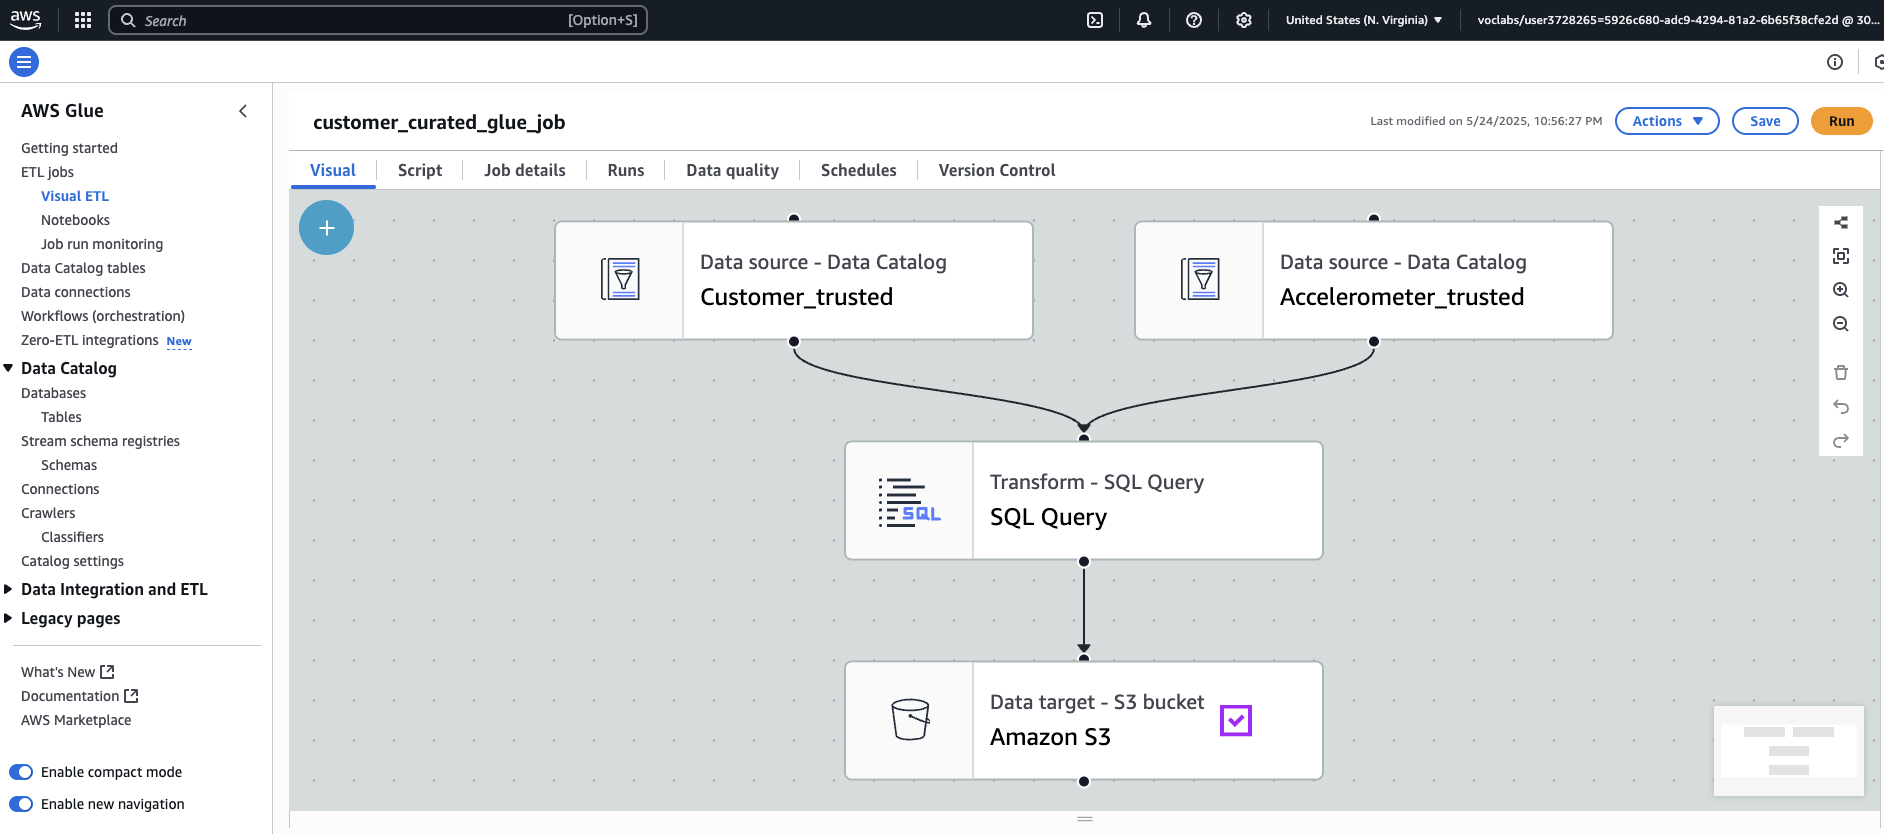 aws
Search
[Option+S]
United States (N. Virginia)
voclabs/user3728265=5926c680-adc9-4294-81a2-6b65f38cfe2d @ 30...
AWS Glue
Getting started
ETL jobs
Visual ETL
Notebooks
Job run monitoring
Data Catalog tables
Data connections
Workflows (orchestration)
Zero-ETL integrations New
Data Catalog
Databases
Tables
Stream schema registries
Schemas
Connections
Crawlers
Classifiers
Catalog settings
Data Integration and ETL
Legacy pages
What's New
Documentation
AWS Marketplace
Enable compact mode
Enable new navigation
customer_curated_glue_job
Last modified on 5/24/2025, 10:56:27 PM
Actions
Save
Run
Visual
Script
Job details
Runs
Data quality
Schedules
Version Control
Data source - Data Catalog
Customer_trusted
Data source - Data Catalog
Accelerometer_trusted
SQL
Transform - SQL Query
SQL Query
Data target - S3 bucket
Amazon S3